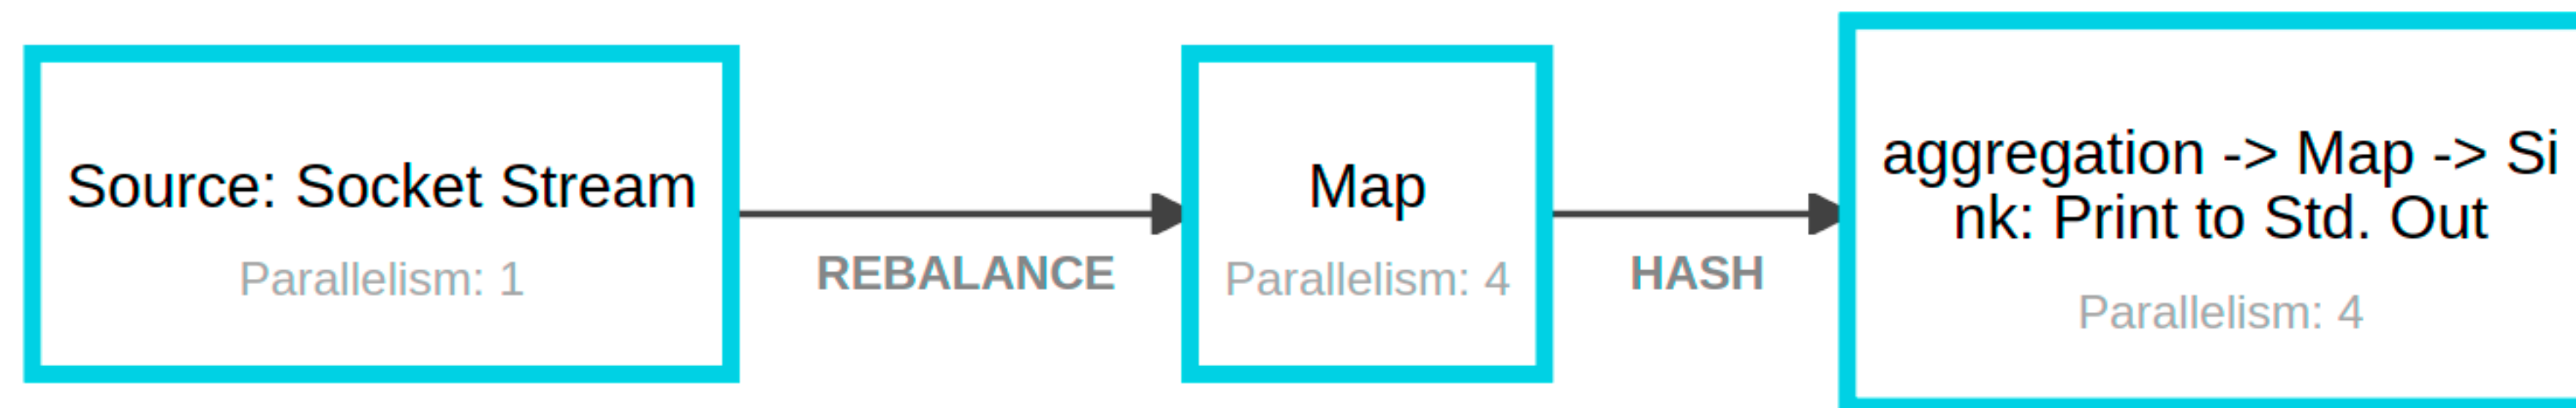 Source: Socket Stream
Parallelism: 1
REBALANCE
Map
Parallelism: 4
HASH
aggregation -> Map -> Si
nk: Print to Std. Out
Parallelism: 4